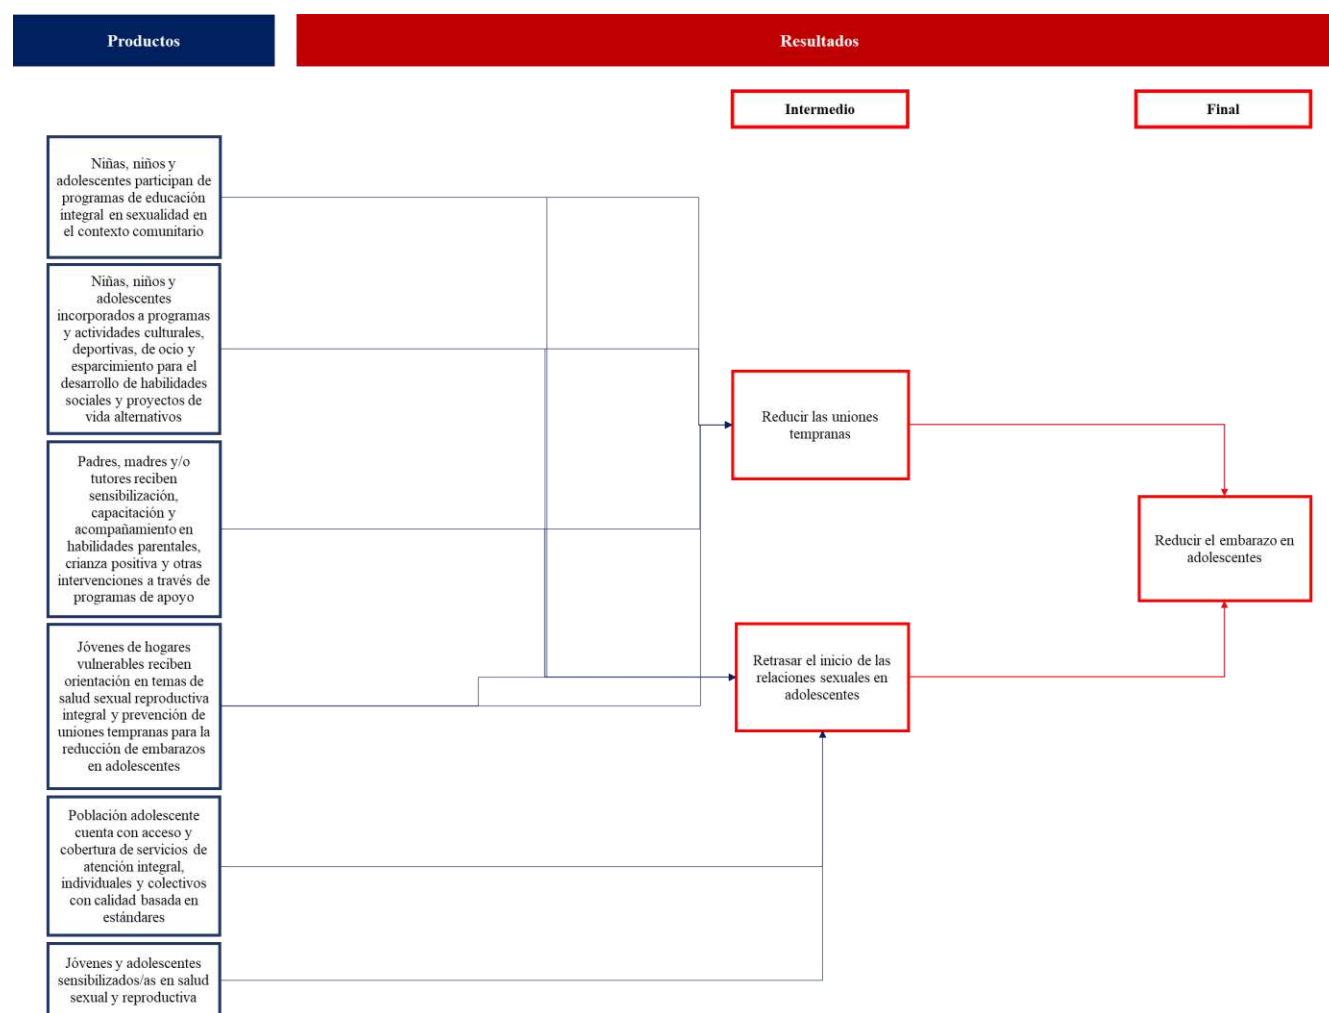 Productos
Resultados
Intermedio
Final
Niñas, niños y
adolescentes participan de
programas de educación
integral en sexualidad en
el contexto comunitario
Niñas, niños y
adolescentes
incorporados a programas
y actividades culturales,
deportivas, de ocio y
esparcimiento para el
desarrollo de habilidades
sociales y proyectos de
vida alternativos
Padres, madres y/o
tutores reciben
sensibilización,
capacitación y
acompañamiento en
habilidades parentales,
crianza positiva y otras
intervenciones a través de
programas de apoyo
Jóvenes de hogares
vulnerables reciben
orientación en temas de
salud sexual reproductiva
integral y prevención de
uniones tempranas para la
reducción de embarazos
en adolescentes
Población adolescente
cuenta con acceso y
cobertura de servicios de
atención integral,
individuales y colectivos
con calidad basada en
estándares
Jóvenes y adolescentes
sensibilizados/as en salud
sexual y reproductiva
Reducir las uniones
tempranas
Retrasar el inicio de las
relaciones sexuales en
adolescentes
Reducir el embarazo en
adolescentes